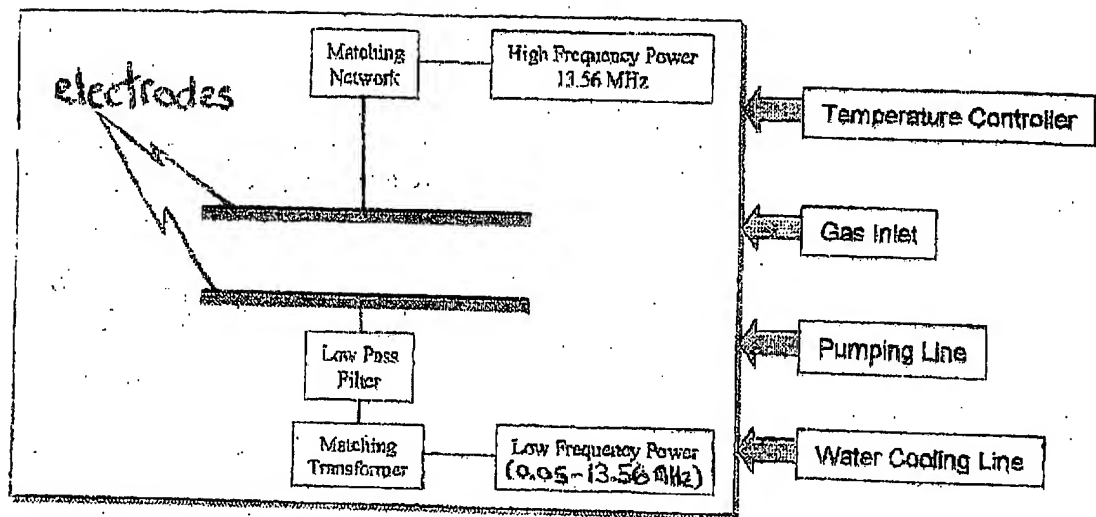 electrodes
Matching
Network
High Frequency Power
13.56 MHz
Temperature Controller
Gas Inlet
Low Pass
Filter
Pumping Line
Matching
Transformer
Low Frequency Power
(0.05-13.56 MHz)
Water Cooling Line